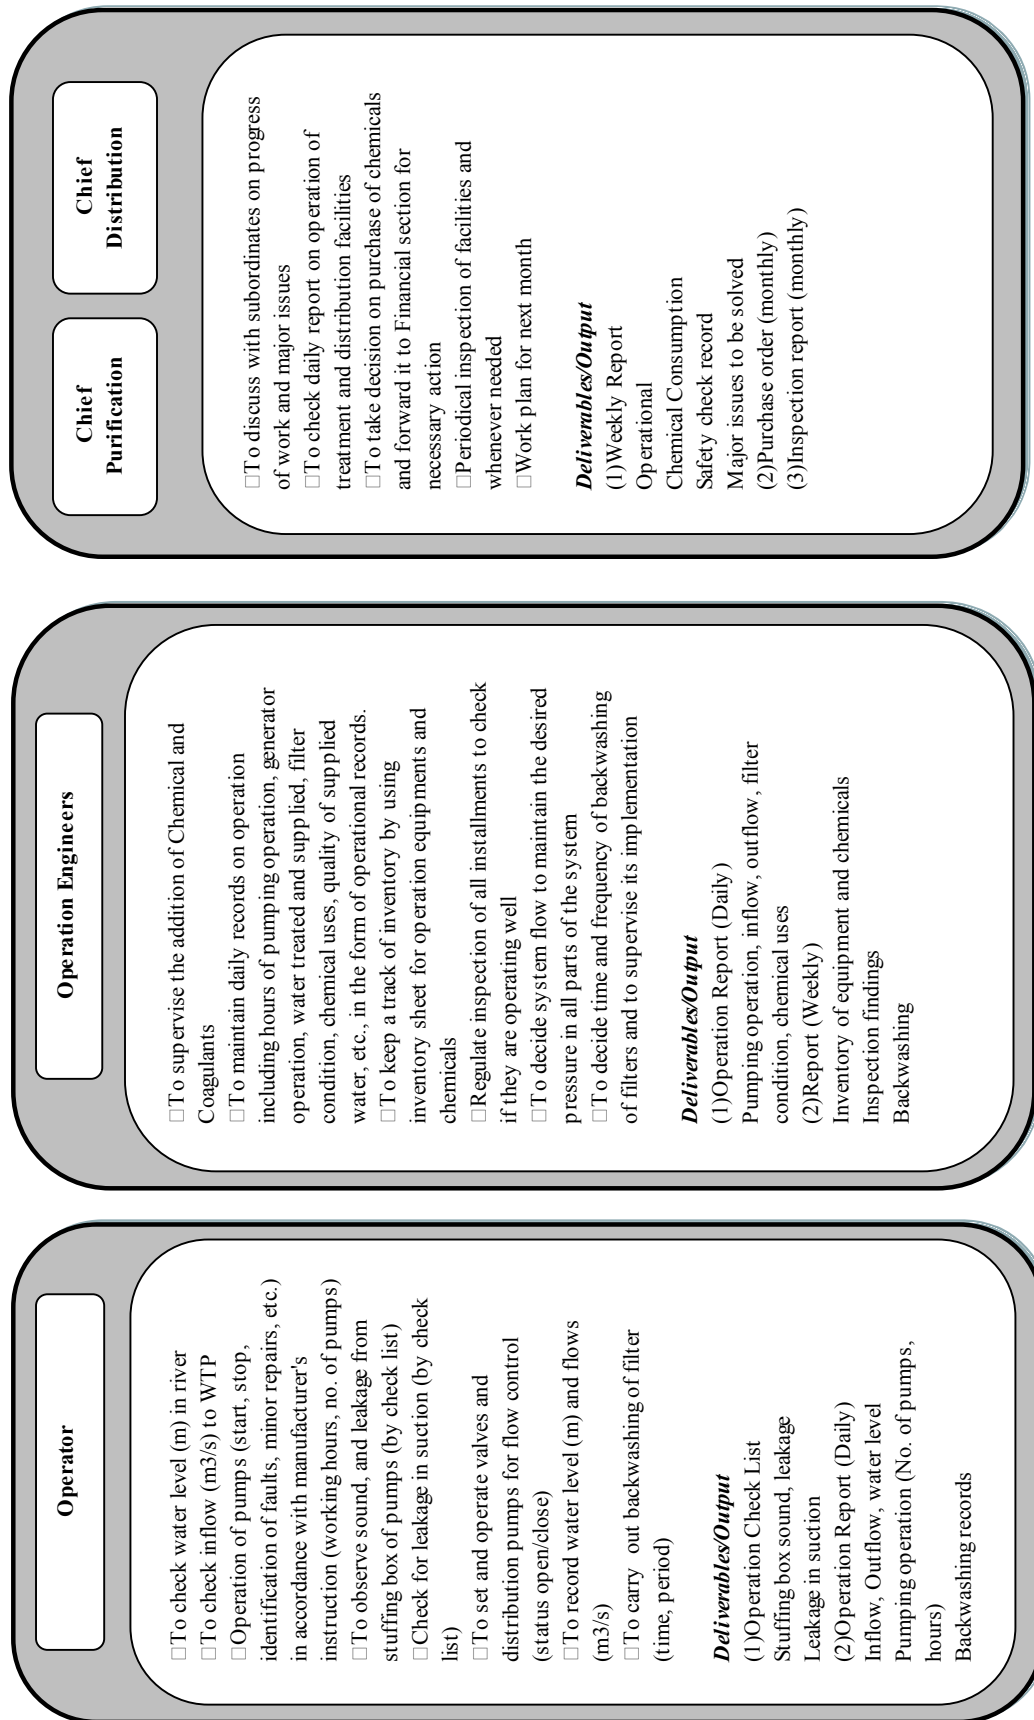 Operator
□To check water level (m) in river
□To check inflow (m3/s) to WTP
□Operation of pumps (start, stop,
identification of faults, minor repairs, etc.)
in accordance with manufacturer's
instruction (working hours, no. of pumps)
□To observe sound, and leakage from
stuffing box of pumps (by check list)
□Check for leakage in suction (by check
list)
□To set and operate valves and
distribution pumps for flow control
(status open/close)
□To record water level (m) and flows
(m3/s)
□To carry out backwashing of filter
(time, period)
Deliverables/Output
(1)Operation Check List
Stuffing box sound, leakage
Leakage in suction
(2)Operation Report (Daily)
Inflow, Outflow, water level
Pumping operation (No. of pumps,
hours)
Backwashing records
Operation Engineers
□To supervise the addition of Chemical and
Coagulants
□To maintain daily records on operation
including hours of pumping operation, generator
operation, water treated and supplied, filter
condition, chemical uses, quality of supplied
water, etc., in the form of operational records.
□To keep a track of inventory by using
inventory sheet for operation equipments and
chemicals
□Regulate inspection of all installments to check
if they are operating well
□To decide system flow to maintain the desired
pressure in all parts of the system
□To decide time and frequency of backwashing
of filters and to supervise its implementation
Deliverables/Output
(1)Operation Report (Daily)
Pumping operation, inflow, outflow, filter
condition, chemical uses
(2)Report (Weekly)
Inventory of equipment and chemicals
Inspection findings
Backwashing
Chief
Purification
Chief
Distribution
□To discuss with subordinates on progress
of work and major issues
□To check daily report on operation of
treatment and distribution facilities
□To take decision on purchase of chemicals
and forward it to Financial section for
necessary action
□Periodical inspection of facilities and
whenever needed
□Work plan for next month
Deliverables/Output
(1)Weekly Report
Operational
Chemical Consumption
Safety check record
Major issues to be solved
(2)Purchase order (monthly)
(3)Inspection report (monthly)